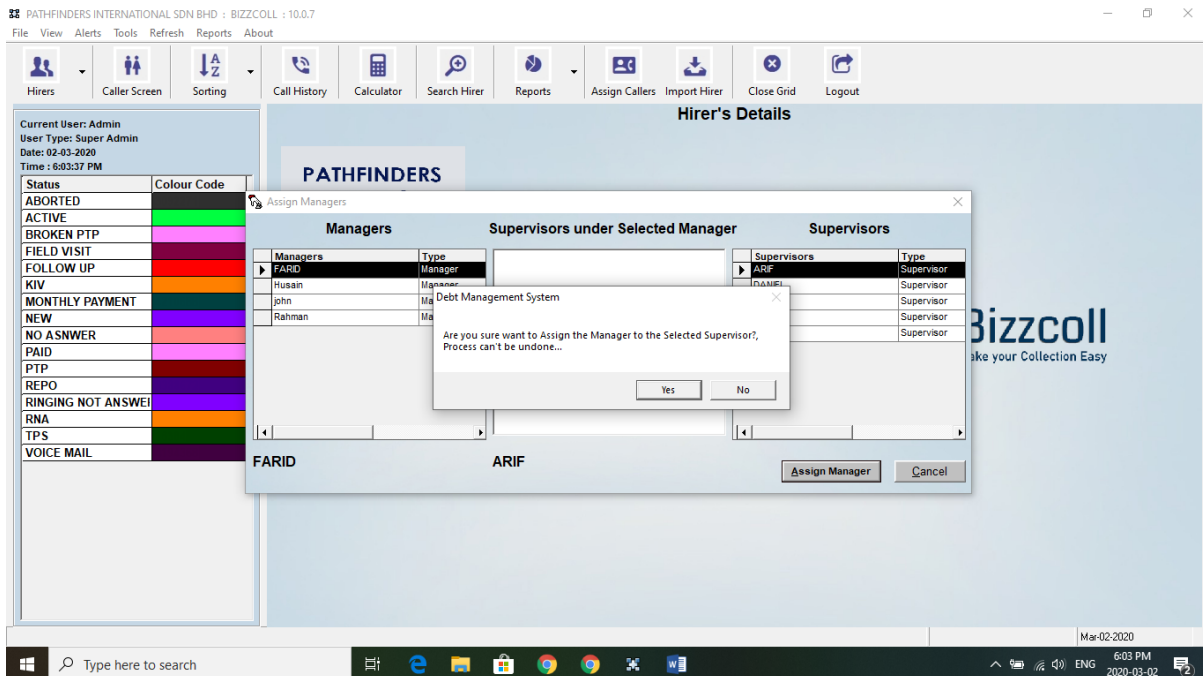 PATHFINDERS INTERNATIONAL SDN BHD : BIZZCOLL : 10.0.7
File View Alerts Tools Refresh Reports About
Hirers Caller Screen Sorting Call History Calculator Search Hirer Reports Assign Callers Import Hirer Close Grid Logout
Hirer's Details
Current User: Admin
User Type: Super Admin
Date: 02-03-2020
Time : 6:03:37 PM
Status Colour Code
ABORTED
ACTIVE
BROKEN PTP
FIELD VISIT
FOLLOW UP
KIV
MONTHLY PAYMENT
NEW
NO ASNWER
PAID
PTP
REPO
RINGING NOT ANSWEI
RNA
TPS
VOICE MAIL
PATHFINDERS
Assign Managers
Managers Supervisors under Selected Manager Supervisors
Managers Type
FARID Manager
Husain Manager
john Ma
Rahman Ma
Supervisors Type
ARIF Supervisor
DANIEL Supervisor
Supervisor
Supervisor
Supervisor
Debt Management System
Are you sure want to Assign the Manager to the Selected Supervisor?,
Process can't be undone...
Yes No
FARID ARIF
Assign Manager Cancel
Bizzcoll
ake your Collection Easy
Mar-02-2020
Type here to search
ENG
6:03 PM
2020-03-02
2